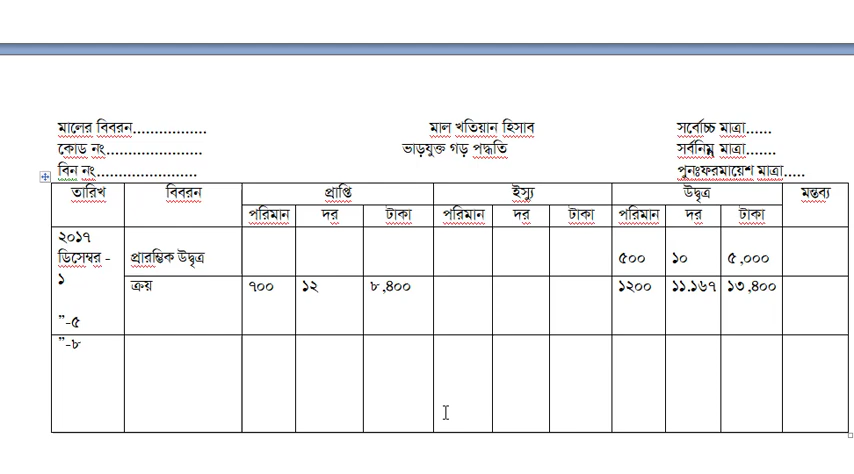 মালের বিবরন................. মাল খতিয়ান হিসাব সর্বোচ্চ মাত্রা......
কোড নং...................... ভাড়যুক্ত গড় পদ্ধতি সর্বনিম্ন মাত্রা.......
বিন নং....................... পুনঃফরমায়েশ মাত্রা.....
তারিখ বিবরন প্রাপ্তি ইস্যু উদ্বৃত্ত মন্তব্য
পরিমান দর টাকা পরিমান দর টাকা পরিমান দর টাকা
২০১৭
ডিসেম্বর - প্রারম্ভিক উদ্বৃত্ত ৫০০ ১০ ৫,০০০
১ ক্রয় ৭০০ ১২ ৮,৪০০ ১২০০ ১১.১৬৭ ১৩,৪০০
”-৫
”-৮